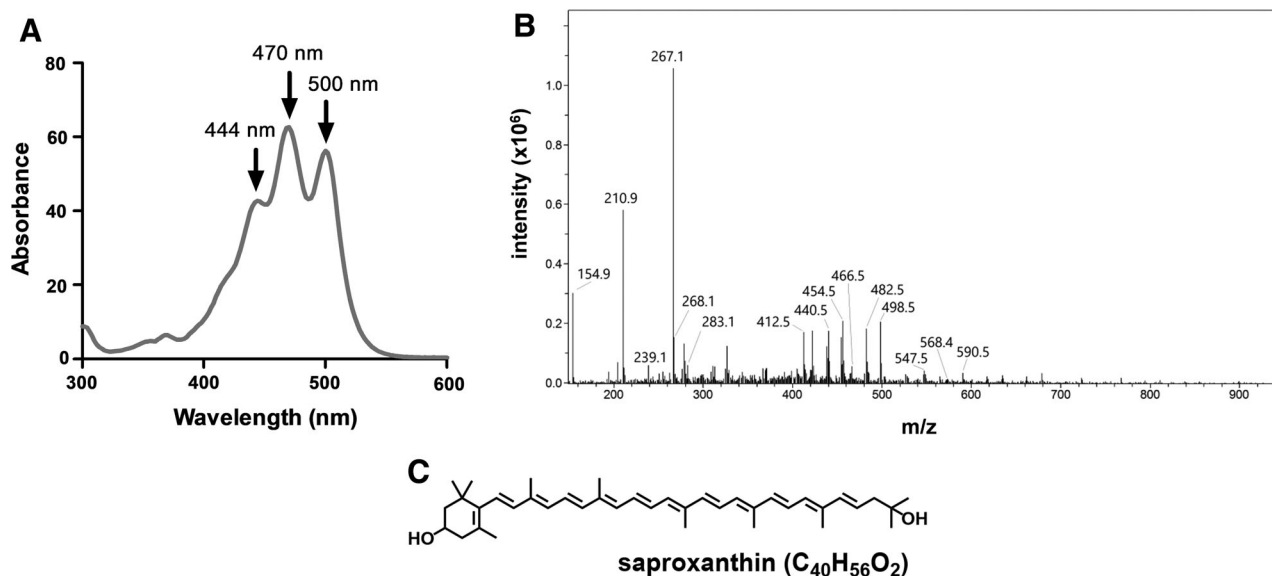 A
470 nm
500 nm
444 nm
80
60
40
20
0
Absorbance
300
400
500
600
Wavelength (nm)
B
267.1
1.0
0.8
0.6
0.4
0.2
0.0
intensity (x10⁶)
210.9
154.9
268.1
283.1
239.1
412.5
440.5
454.5
466.5
482.5
498.5
547.5
568.4
590.5
200
300
400
500
600
700
800
900
m/z
C
HO
OH
saproxanthin (C₄₀H₅₆O₂)